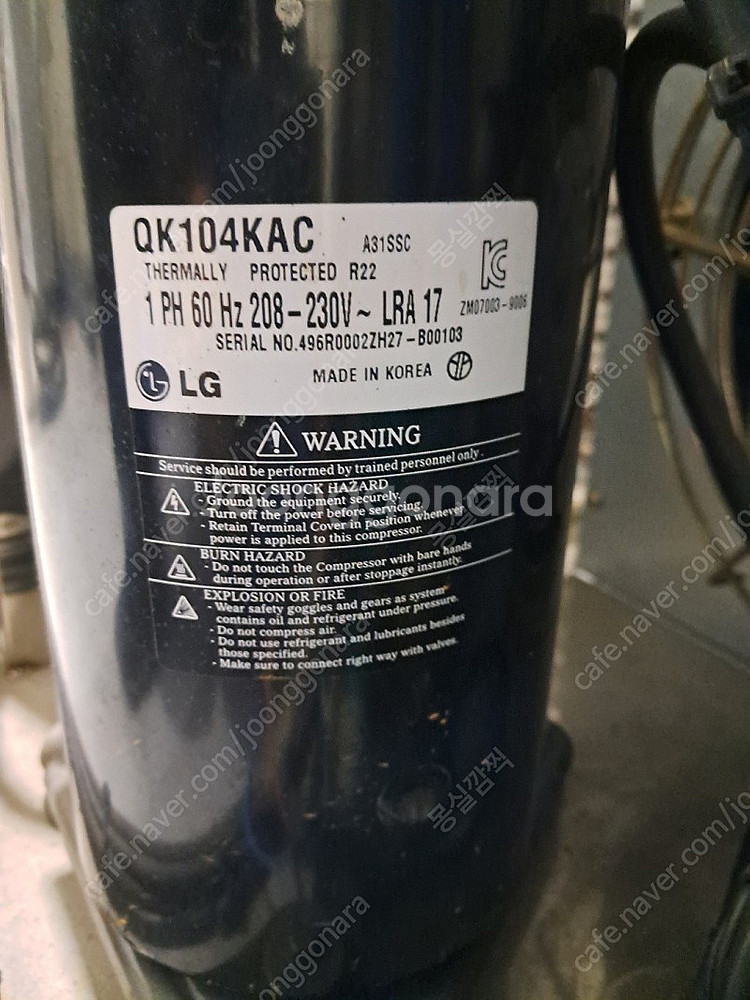 QK104KAC A31SSC
THERMALLY PROTECTED R22
1 PH 60 Hz 208-230V~ LRA 17 ZM07003-9006
SERIAL NO.496R0002ZH27-B00103
LG MADE IN KOREA
WARNING
Service should be performed by trained personnel only.
ELECTRIC SHOCK HAZARD
- Ground the equipment securely.
- Turn off the power before servicing.
- Retain Terminal Cover in position whenever
power is applied to this compressor.
BURN HAZARD
- Do not touch the Compressor with bare hands
during operation or after stoppage instantly.
EXPLOSION OR FIRE
- Wear safety goggles and gears as system
contains oil and refrigerant under pressure.
- Do not compress air.
- Do not use refrigerant and lubricants besides
those specified.
- Make sure to connect right way with valves.
joonggonara
cafe.naver.com/joonggonara
몽실깜찍